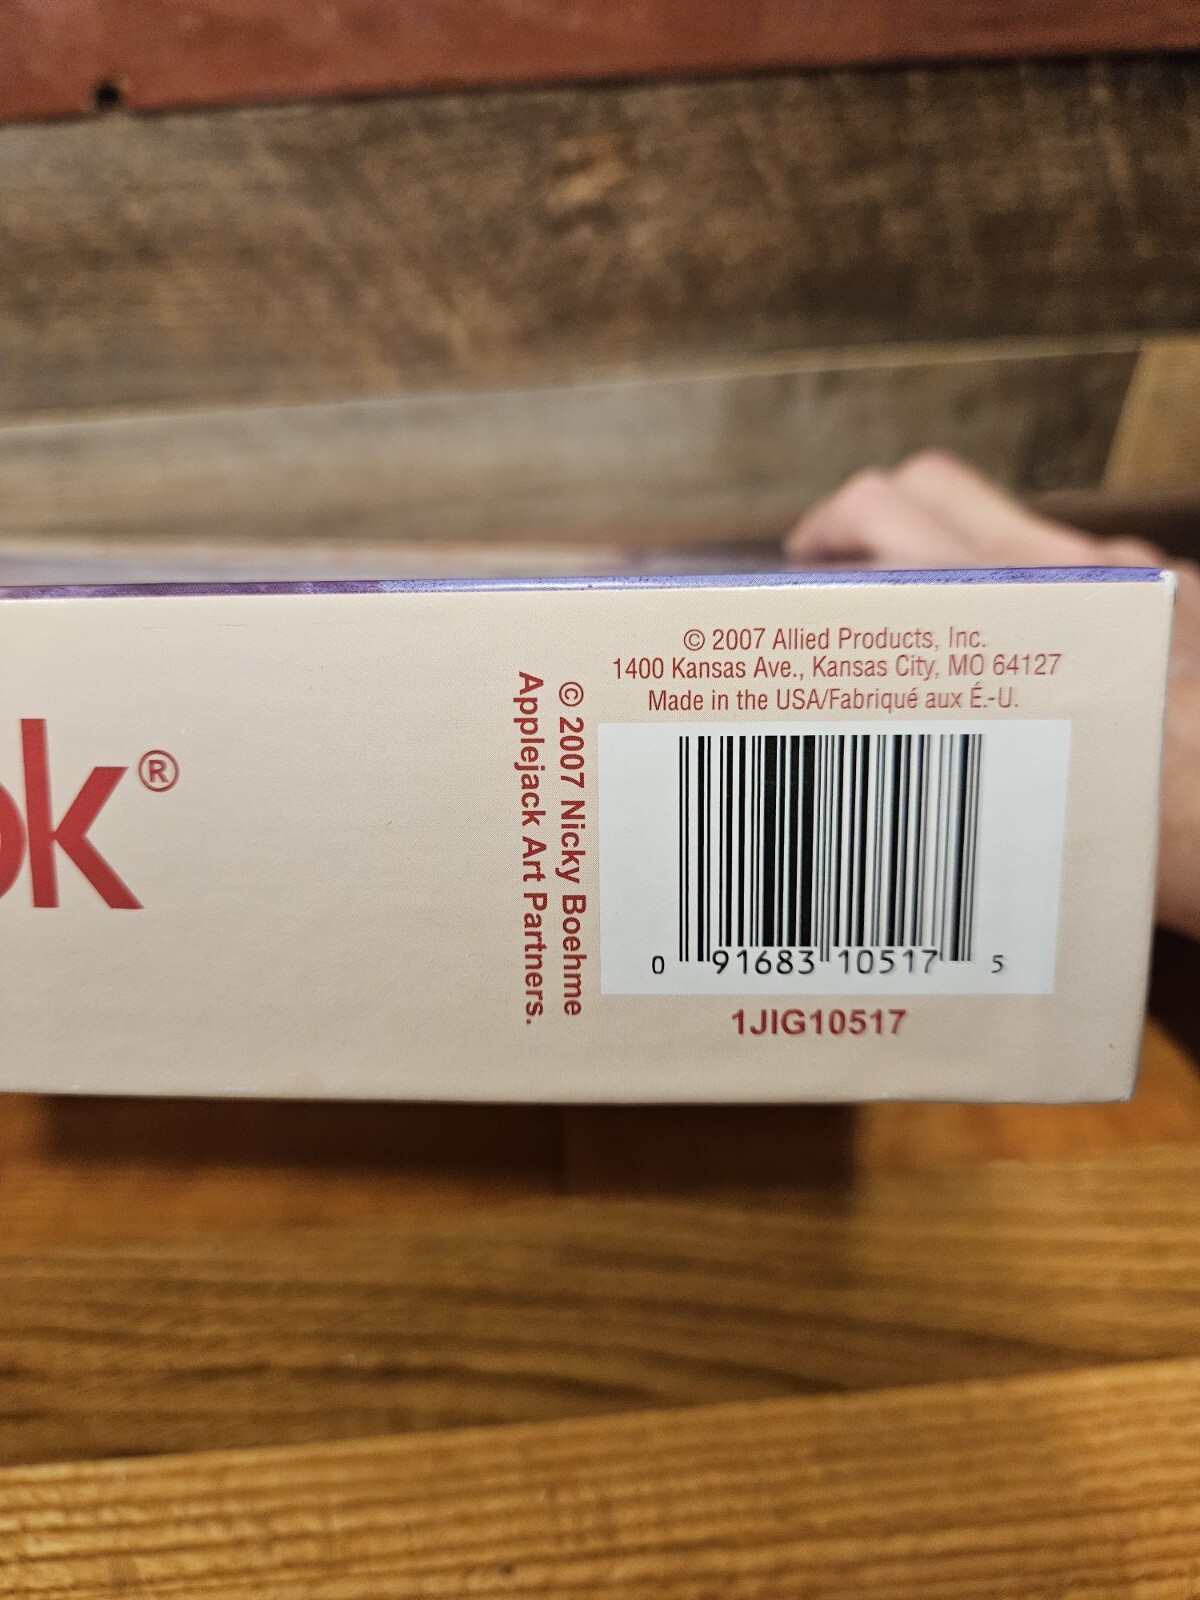 ok®
© 2007 Nicky Boehme
Applejack Art Partners.
© 2007 Allied Products, Inc.
1400 Kansas Ave., Kansas City, MO 64127
Made in the USA/Fabriqué aux É.-U.
0 91683 10517 5
1JIG10517